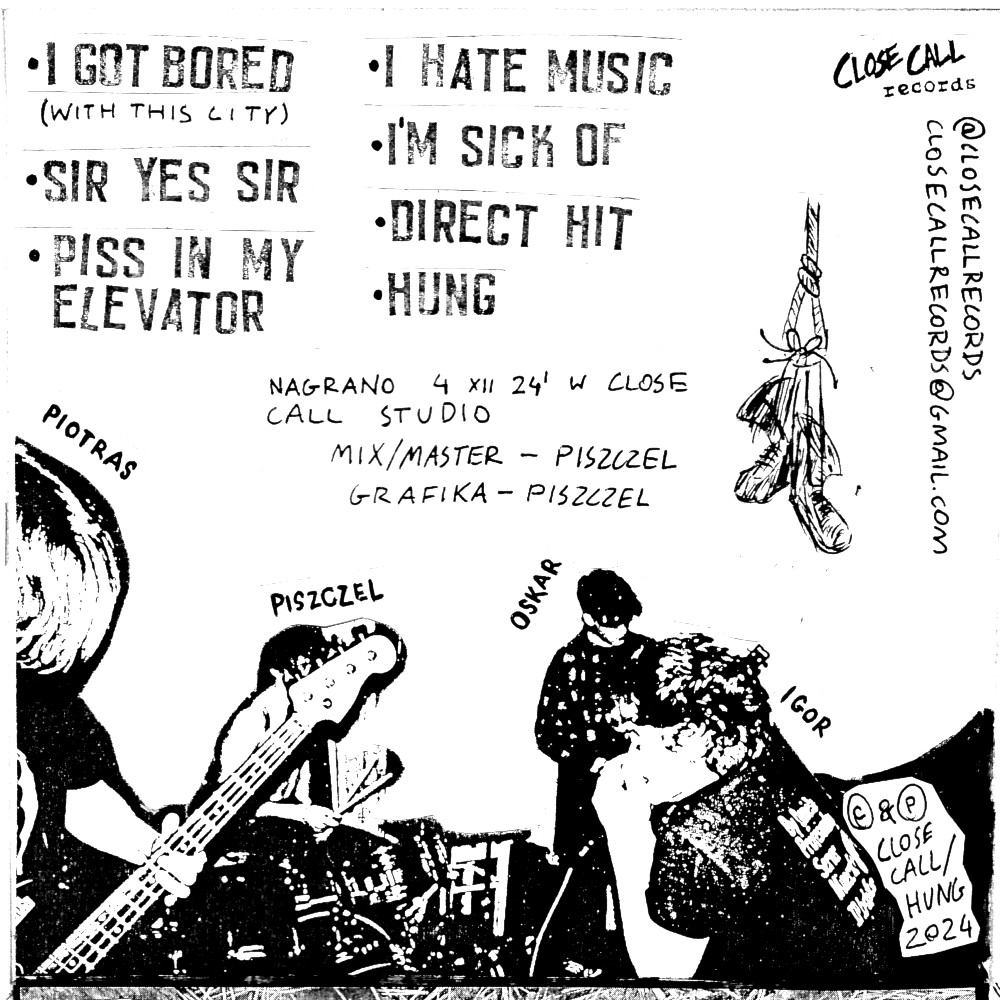 •I GOT BORED
(WITH THIS CITY)
•SIR YES SIR
•PISS IN MY
ELEVATOR
•I HATE MUSIC
•I'M SICK OF
•DIRECT HIT
•HUNG
CLOSE CALL
records
@CLOSECALLRECORDS
CLOSECALLRECORDS@GMAIL.COM
NAGRANO 4 XII 24' W CLOSE
CALL STUDIO
MIX/MASTER – PISZCZEL
GRAFIKA – PISZCZEL
PIOTRAS
PISZCZEL
OSKAR
IGOR
© & ℗
CLOSE
CALL/
HUNG
2024